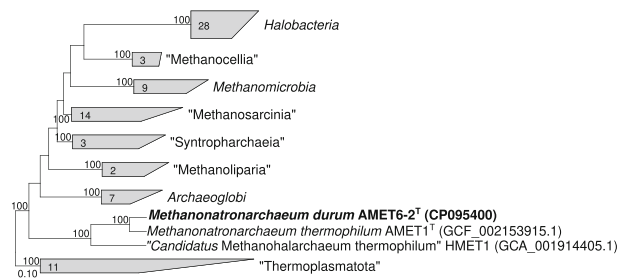 100 28 Halobacteria
100 3 "Methanocellia"
100 9 Methanomicrobia
100 14 "Methanosarcinia"
100 3 "Syntropharchaeia"
100 2 "Methanoliparia"
100 7 Archaeoglobi
100 Methanonatronarchaeum durum AMET6-2ᵀ (CP095400)
100 100 Methanonatronarchaeum thermophilum AMET1ᵀ (GCF_002153915.1)
"Candidatus Methanohalarchaeum thermophilum" HMET1 (GCA_001914405.1)
100 11 "Thermoplasmatota"
0.10